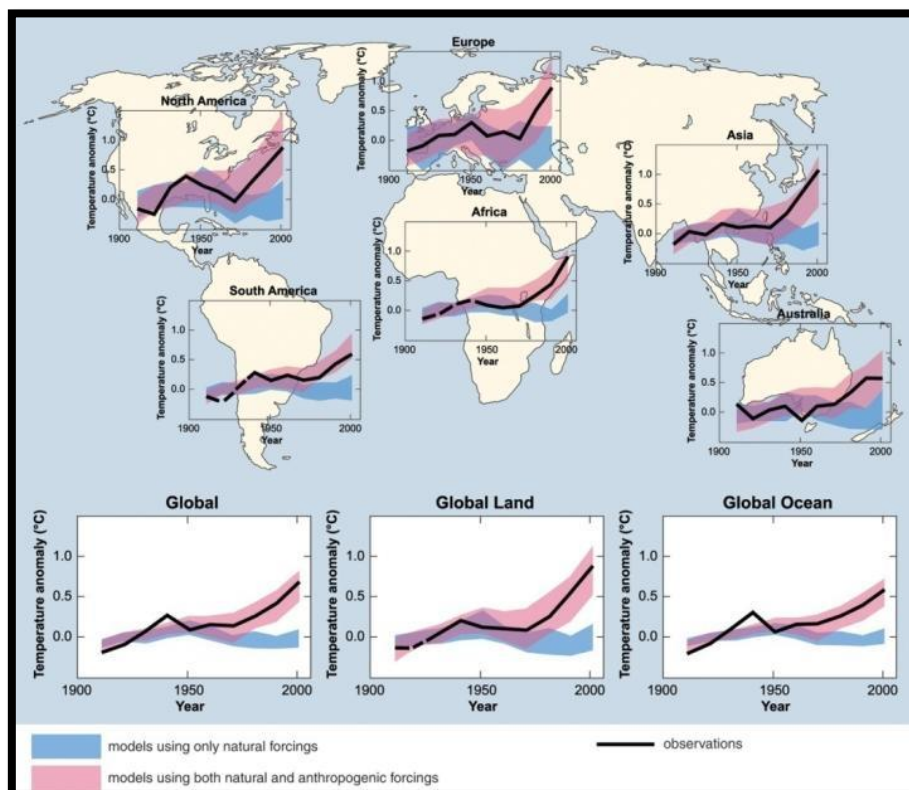 Europe
Temperature anomaly (°C)
1.0
0.5
0.0
1900
1950
2000
Year
North America
Temperature anomaly (°C)
1.0
0.5
0.0
1900
1950
2000
Year
Asia
Temperature anomaly (°C)
1.0
0.5
0.0
1900
1950
2000
Year
Africa
Temperature anomaly (°C)
1.0
0.5
0.0
1900
1950
2000
Year
South America
Temperature anomaly (°C)
1.0
0.5
0.0
1900
1950
2000
Year
Australia
Temperature anomaly (°C)
1.0
0.5
0.0
1900
1950
2000
Year
Global
Temperature anomaly (°C)
1.0
0.5
0.0
1900
1950
2000
Year
Global Land
Temperature anomaly (°C)
1.0
0.5
0.0
1900
1950
2000
Year
Global Ocean
Temperature anomaly (°C)
1.0
0.5
0.0
1900
1950
2000
Year
models using only natural forcings
observations
models using both natural and anthropogenic forcings